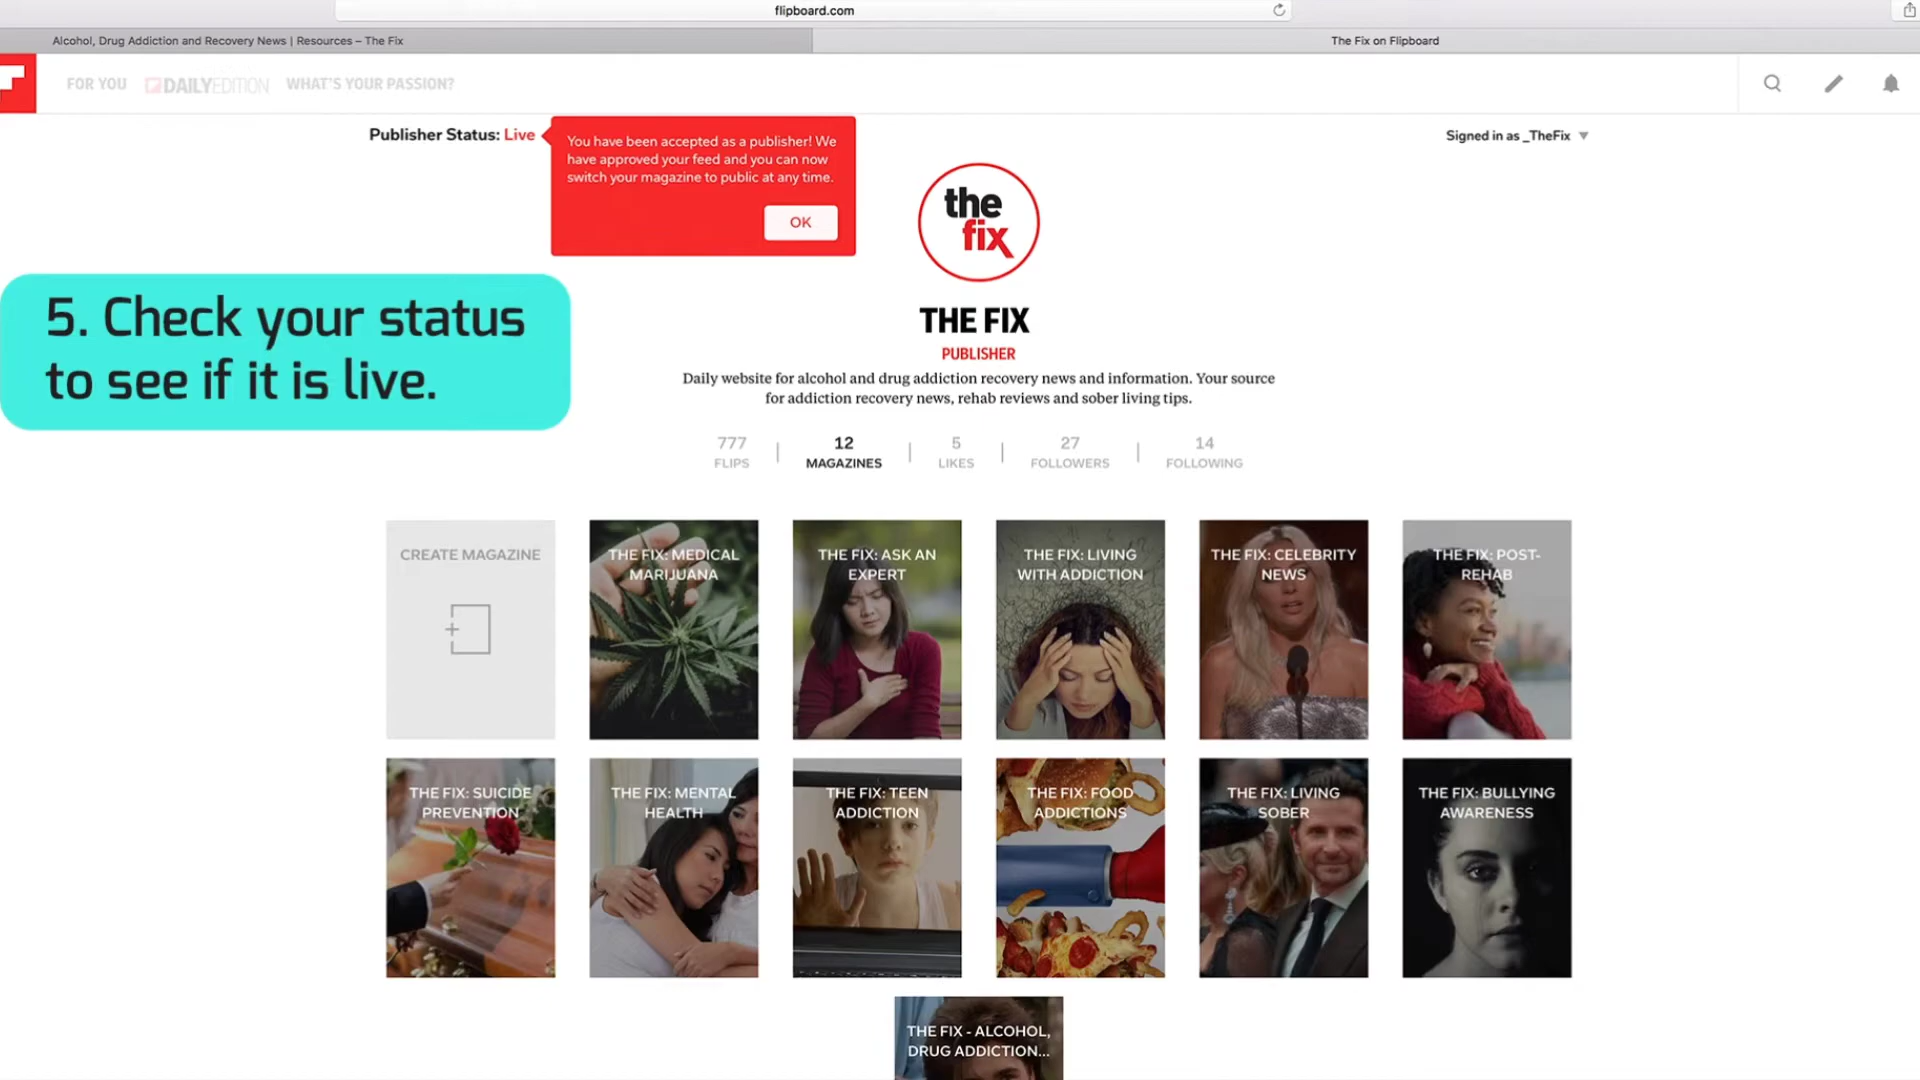 flipboard.com
Alcohol, Drug Addiction and Recovery News | Resources – The Fix
The Fix on Flipboard
FOR YOU
DAILYEDITION
WHAT'S YOUR PASSION?
Publisher Status: Live
You have been accepted as a publisher! We
have approved your feed and you can now
switch your magazine to public at any time.
OK
Signed in as _TheFix
the
fix
5. Check your status
to see if it is live.
THE FIX
PUBLISHER
Daily website for alcohol and drug addiction recovery news and information. Your source
for addiction recovery news, rehab reviews and sober living tips.
777
FLIPS
12
MAGAZINES
5
LIKES
27
FOLLOWERS
14
FOLLOWING
CREATE MAGAZINE
THE FIX: MEDICAL
MARIJUANA
THE FIX: ASK AN
EXPERT
THE FIX: LIVING
WITH ADDICTION
THE FIX: CELEBRITY
NEWS
THE FIX: POST-
REHAB
THE FIX: SUICIDE
PREVENTION
THE FIX: MENTAL
HEALTH
THE FIX: TEEN
ADDICTION
THE FIX: FOOD
ADDICTIONS
THE FIX: LIVING
SOBER
THE FIX: BULLYING
AWARENESS
THE FIX - ALCOHOL,
DRUG ADDICTION...